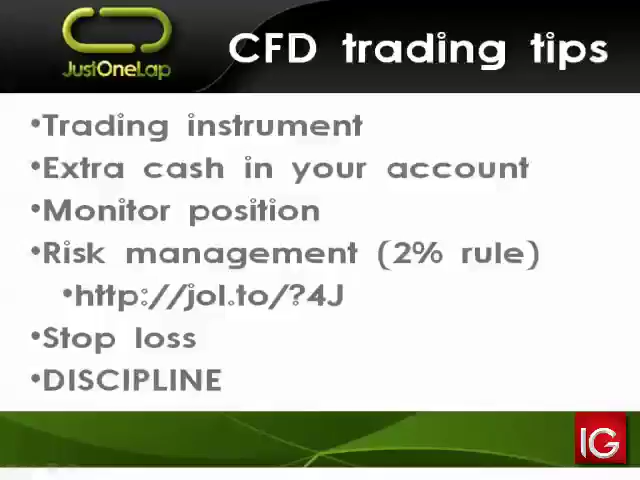 JustOneLap
CFD trading tips
•Trading instrument
•Extra cash in your account
•Monitor position
•Risk management (2% rule)
•http://jol.to/?4J
•Stop loss
•DISCIPLINE
IG